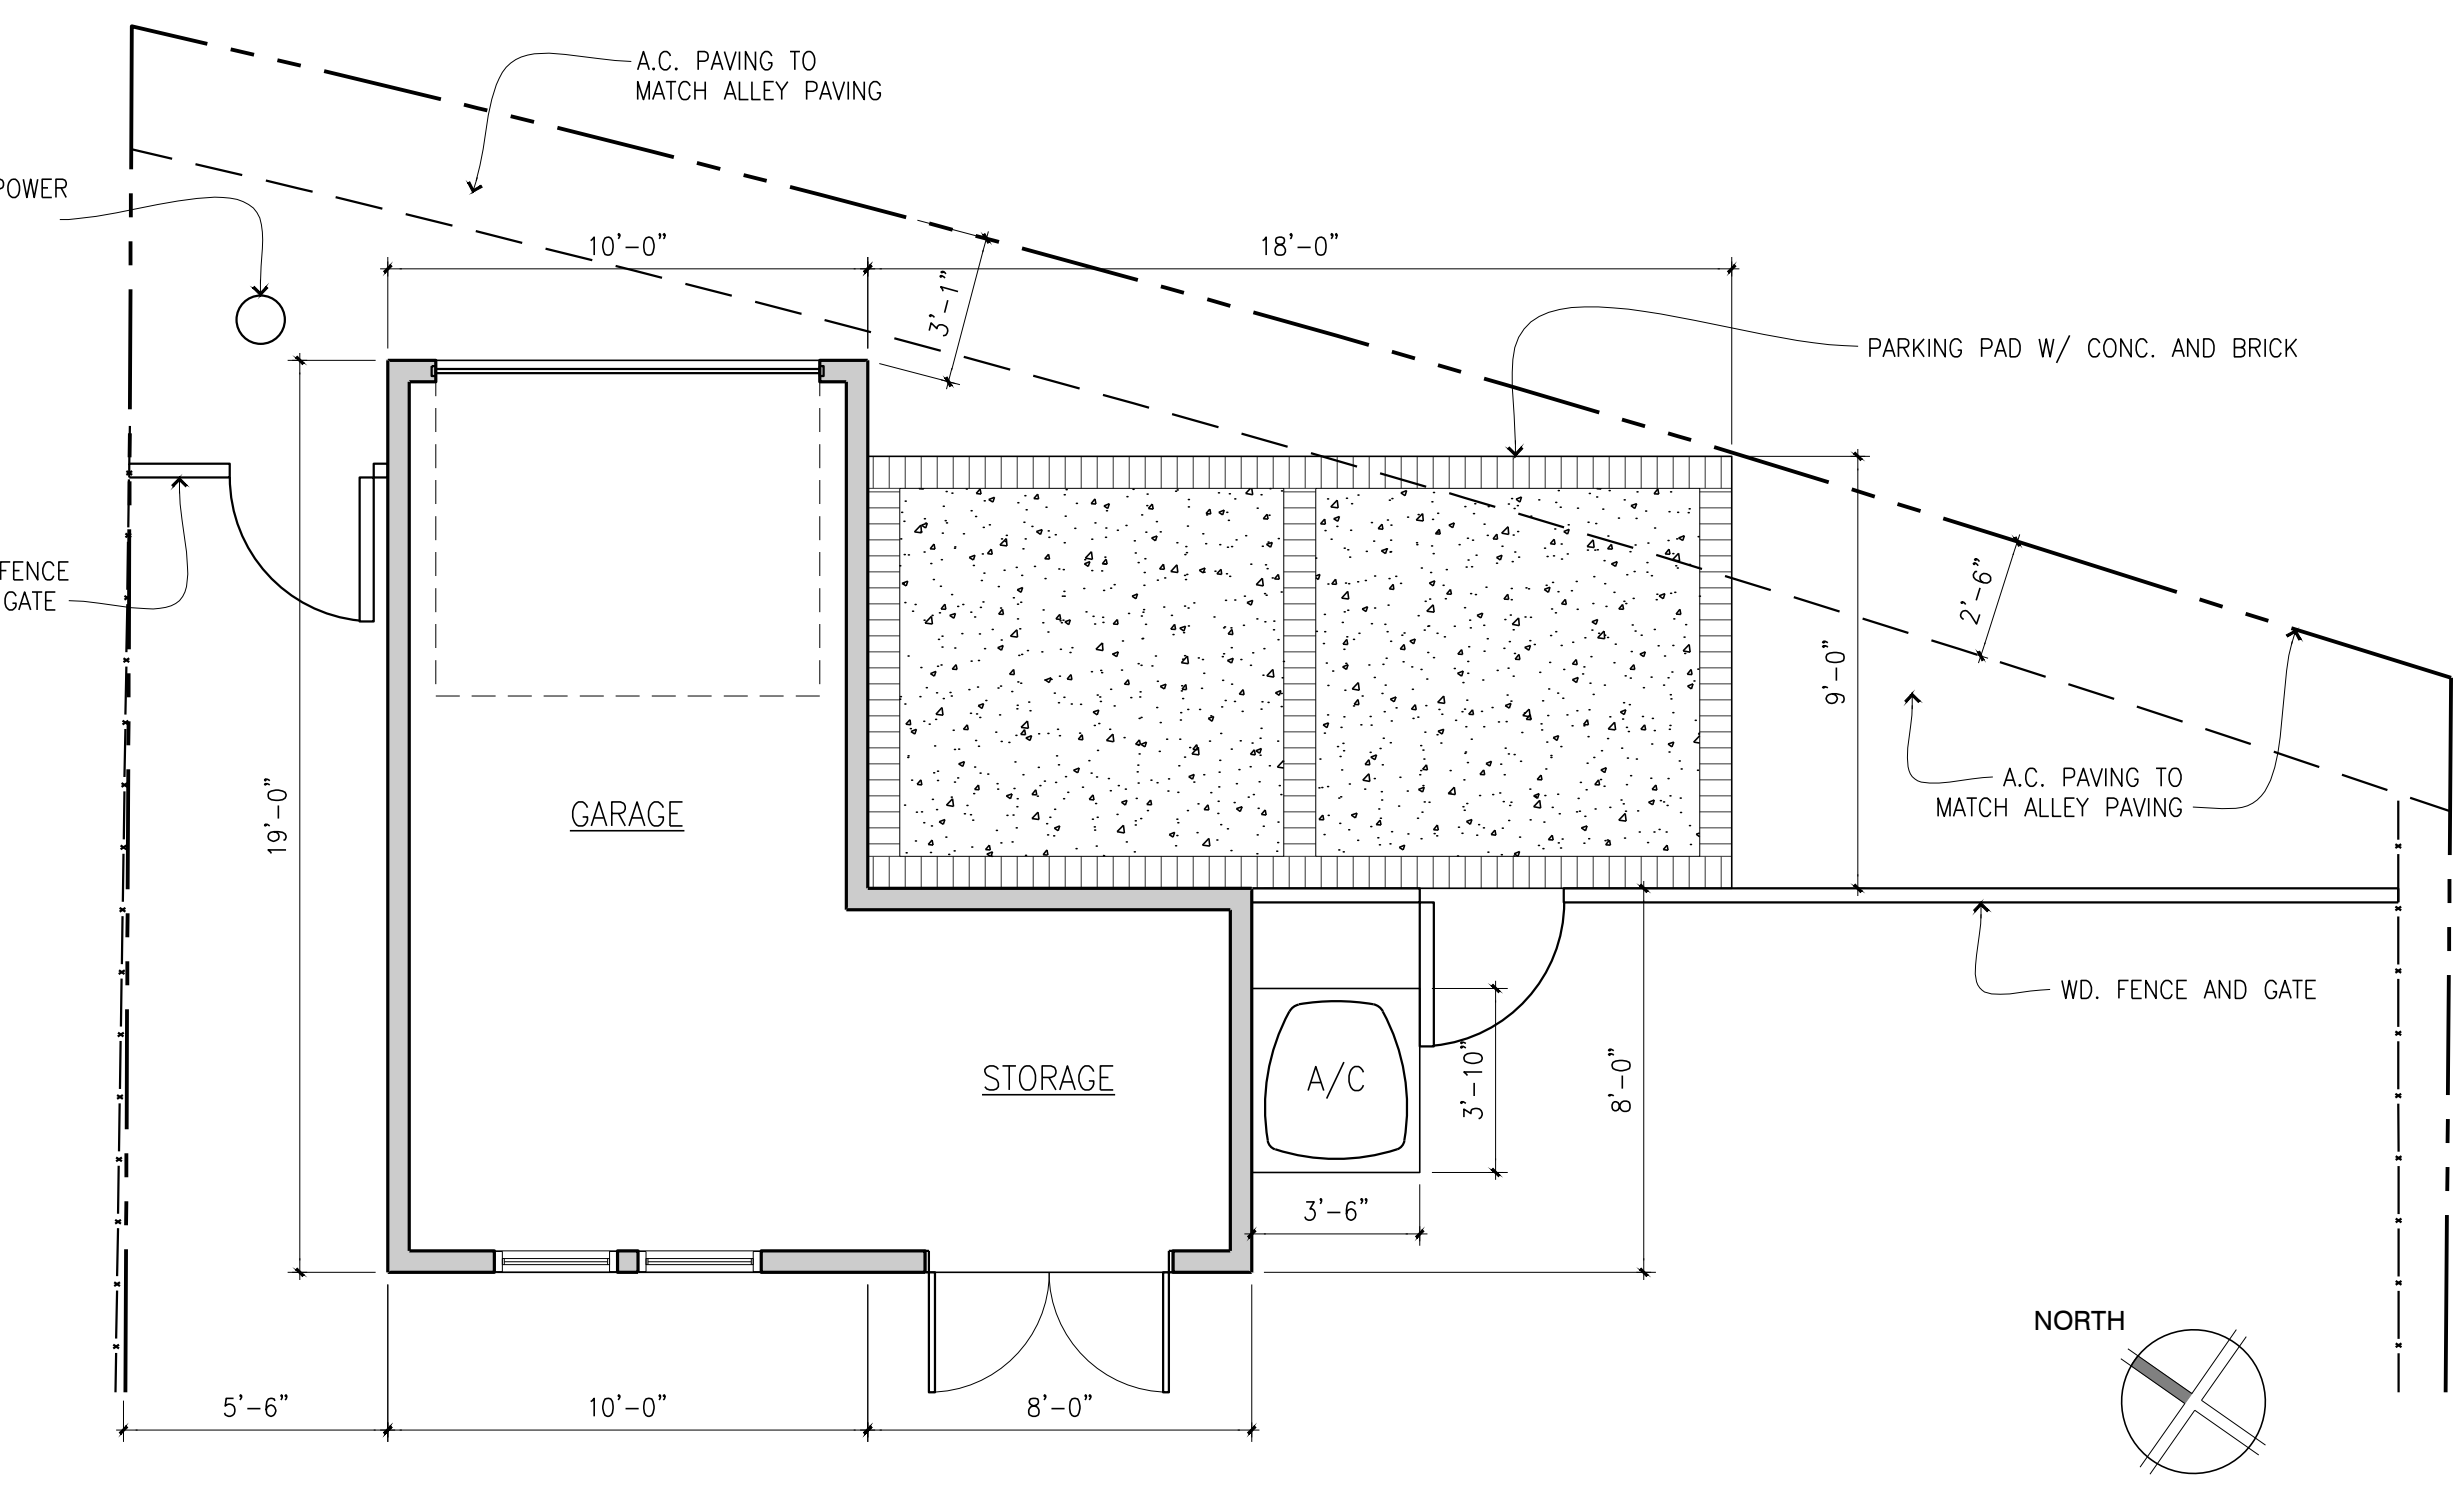 A.C. PAVING TO
MATCH ALLEY PAVING
POWER
10'-0"
18'-0"
3'-1"
PARKING PAD W/ CONC. AND BRICK
FENCE
GATE
2'-6"
9'-0"
19'-0"
GARAGE
A.C. PAVING TO
MATCH ALLEY PAVING
WD. FENCE AND GATE
STORAGE
A/C
3'-10"
8'-0"
3'-6"
NORTH
5'-6"
10'-0"
8'-0"